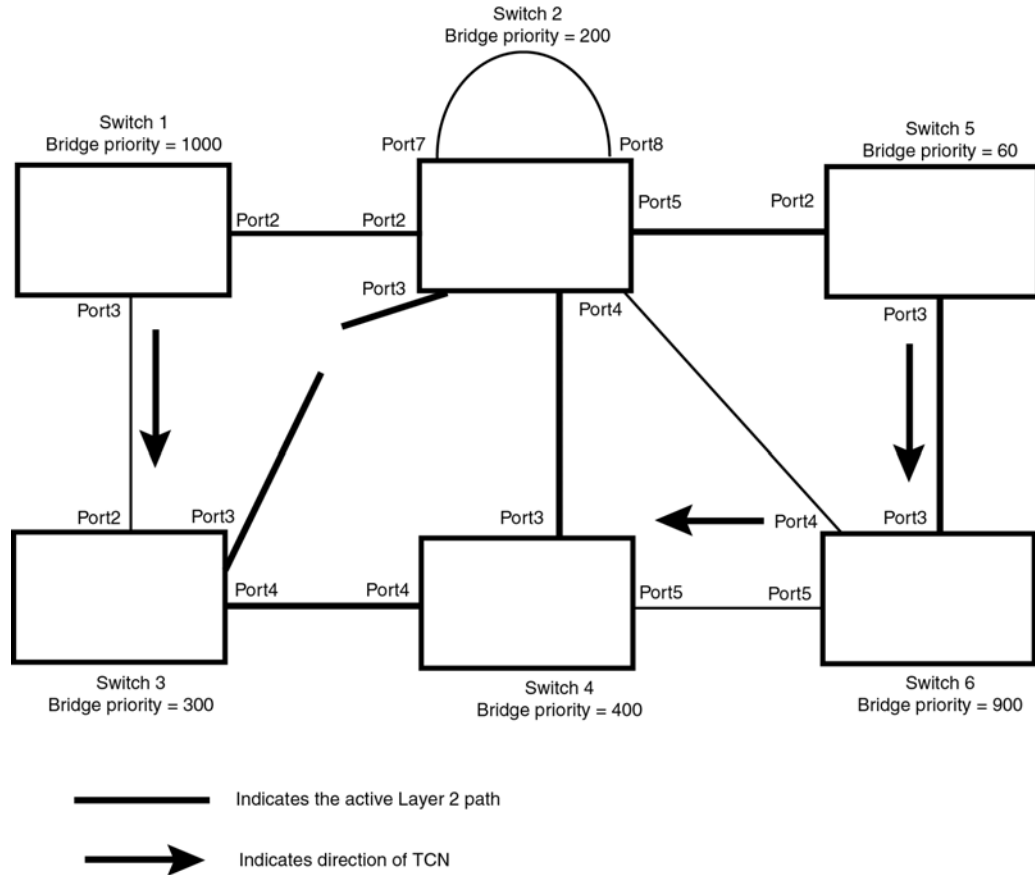 Switch 2
Bridge priority = 200
Switch 1
Bridge priority = 1000
Port7
Port8
Switch 5
Bridge priority = 60
Port2
Port2
Port5
Port2
Port3
Port3
Port4
Port3
Port2
Port3
Port3
Port4
Port3
Port4
Port4
Port5
Port5
Switch 3
Bridge priority = 300
Switch 4
Bridge priority = 400
Switch 6
Bridge priority = 900
Indicates the active Layer 2 path
Indicates direction of TCN